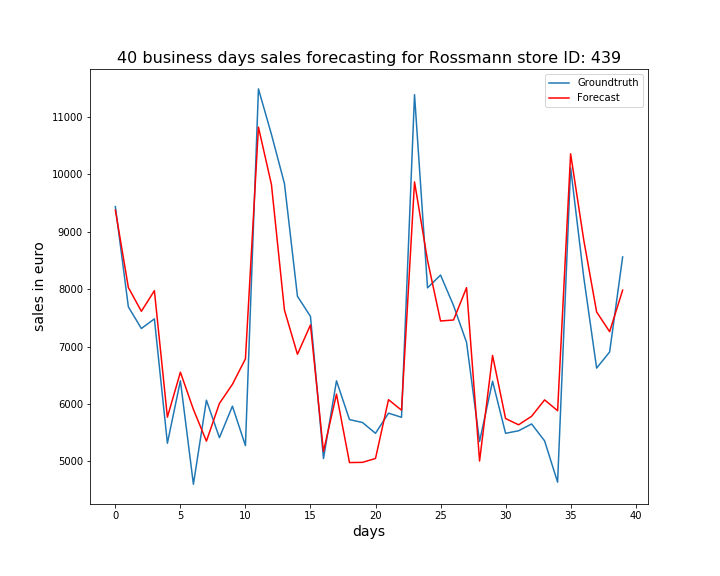 40 business days sales forecasting for Rossmann store ID: 439
Groundtruth
Forecast
11000
10000
9000
8000
7000
6000
5000
sales in euro
0 5 10 15 20 25 30 35 40
days